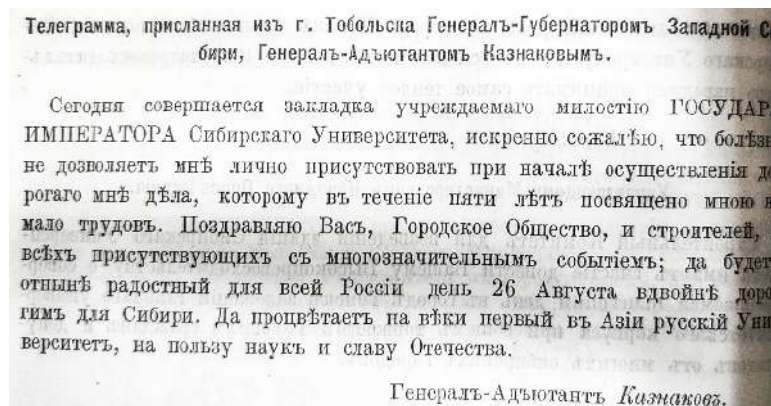 Телеграмма, присланная изъ г. Тобольска Генералъ-Губернаторомъ Западной Си
бири, Генералъ-Адъютантомъ Казнаковымъ.
Сегодня совершается закладка учреждаемаго милостію ГОСУДАР
ИМПЕРАТОРА Сибирскаго Университета, искренно сожалѣю, что болѣзн
не дозволяетъ мнѣ лично присутствовать при началѣ осуществленія до
рогаго мнѣ дѣла, которому въ теченіе пяти лѣтъ посвящено мною н
мало трудовъ. Поздравляю Васъ, Городское Общество, и строителей,
всѣхъ присутствующихъ съ многозначительнымъ событіемъ; да будет
отнынѣ радостный для всей Россіи день 26 Августа вдвойнѣ доро
гимъ для Сибири. Да процвѣтаетъ на вѣки первый въ Азіи русскій Уни
верситетъ, на пользу наукъ и славу Отечества.
Генералъ-Адъютантъ Казнаковъ.